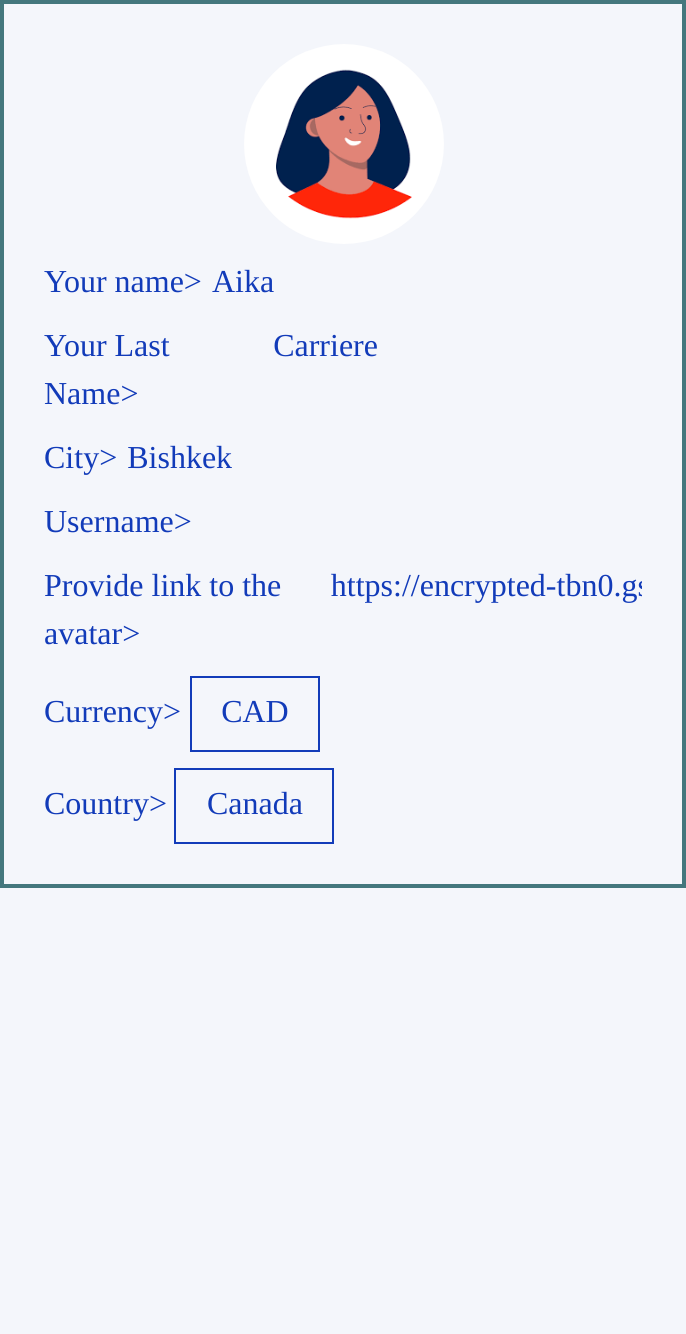 Your name> Aika
Your Last Carriere
Name>
City> Bishkek
Username>
Provide link to the https://encrypted-tbn0.gs
avatar>
Currency> CAD
Country> Canada